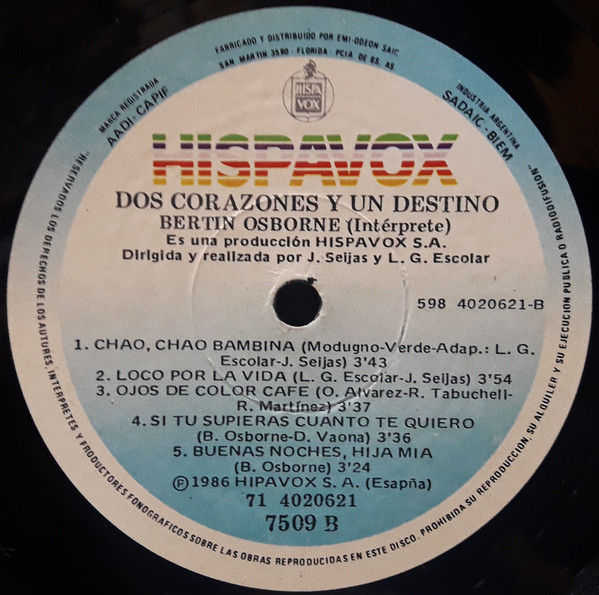 FABRICADO Y DISTRIBUIDO POR EMI-ODEON SAIC
SAN. MARTIN 3590 - FLORIDA - PCIA. DE BS. AS
MARCA REGISTRADA
AADI-CAPIF
INDUSTRIA ARGENTINA
SADAIC-BIEM
HISPA
VOX
HISPAVOX
DOS CORAZONES Y UN DESTINO
BERTIN OSBORNE (Intérprete)
Es una producción HISPAVOX S.A.
Dirigida y realizada por J. Seijas y L. G. Escolar
598 4020621-B
1. CHAO, CHAO BAMBINA (Modugno-Verde-Adap.: L. G.
Escolar-J. Seijas) 3'43
2. LOCO POR LA VIDA (L. G. Escolar-J. Seijas) 3'54
3. OJOS DE COLOR CAFE (O. Alvarez-R. Tabuchell-
R. Martínez) 3'37
4. SI TU SUPIERAS CUANTO TE QUIERO
(B. Osborne-D. Vaona) 3'36
5. BUENAS NOCHES, HIJA MIA
(B. Osborne) 3'24
Ⓟ1986 HIPAVOX S. A. (Esapña)
71 4020621
7509 B
"RESERVADOS LOS DERECHOS DE LOS AUTORES, INTERPRETES Y PRODUCTORES FONOGRAFICOS SOBRE LAS OBRAS REPRODUCIDAS EN ESTE DISCO. PROHIBIDA SU REPRODUCCION, SU ALQUILER Y SU EJECUCION PUBLICA O RADIODIFUSION"